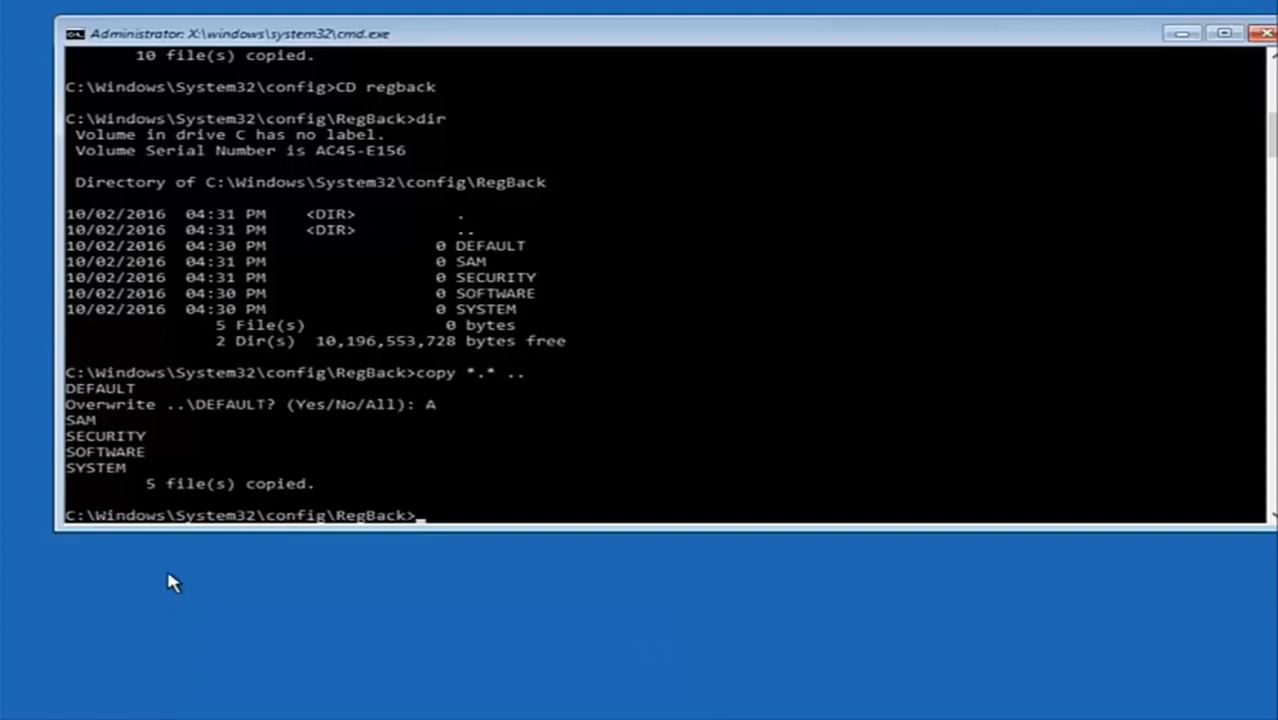 Administrator: X:\windows\system32\cmd.exe
10 file(s) copied.
C:\Windows\System32\config>CD regback
C:\Windows\System32\config\RegBack>dir
Volume in drive C has no label.
Volume Serial Number is AC45-E156
Directory of C:\Windows\System32\config\RegBack
10/02/2016 04:31 PM <DIR> .
10/02/2016 04:31 PM <DIR> ..
10/02/2016 04:30 PM 0 DEFAULT
10/02/2016 04:31 PM 0 SAM
10/02/2016 04:31 PM 0 SECURITY
10/02/2016 04:30 PM 0 SOFTWARE
10/02/2016 04:30 PM 0 SYSTEM
5 File(s) 0 bytes
2 Dir(s) 10,196,553,728 bytes free
C:\Windows\System32\config\RegBack>copy *.* ..
DEFAULT
Overwrite ..\DEFAULT? (Yes/No/All): A
SAM
SECURITY
SOFTWARE
SYSTEM
5 file(s) copied.
C:\Windows\System32\config\RegBack>_